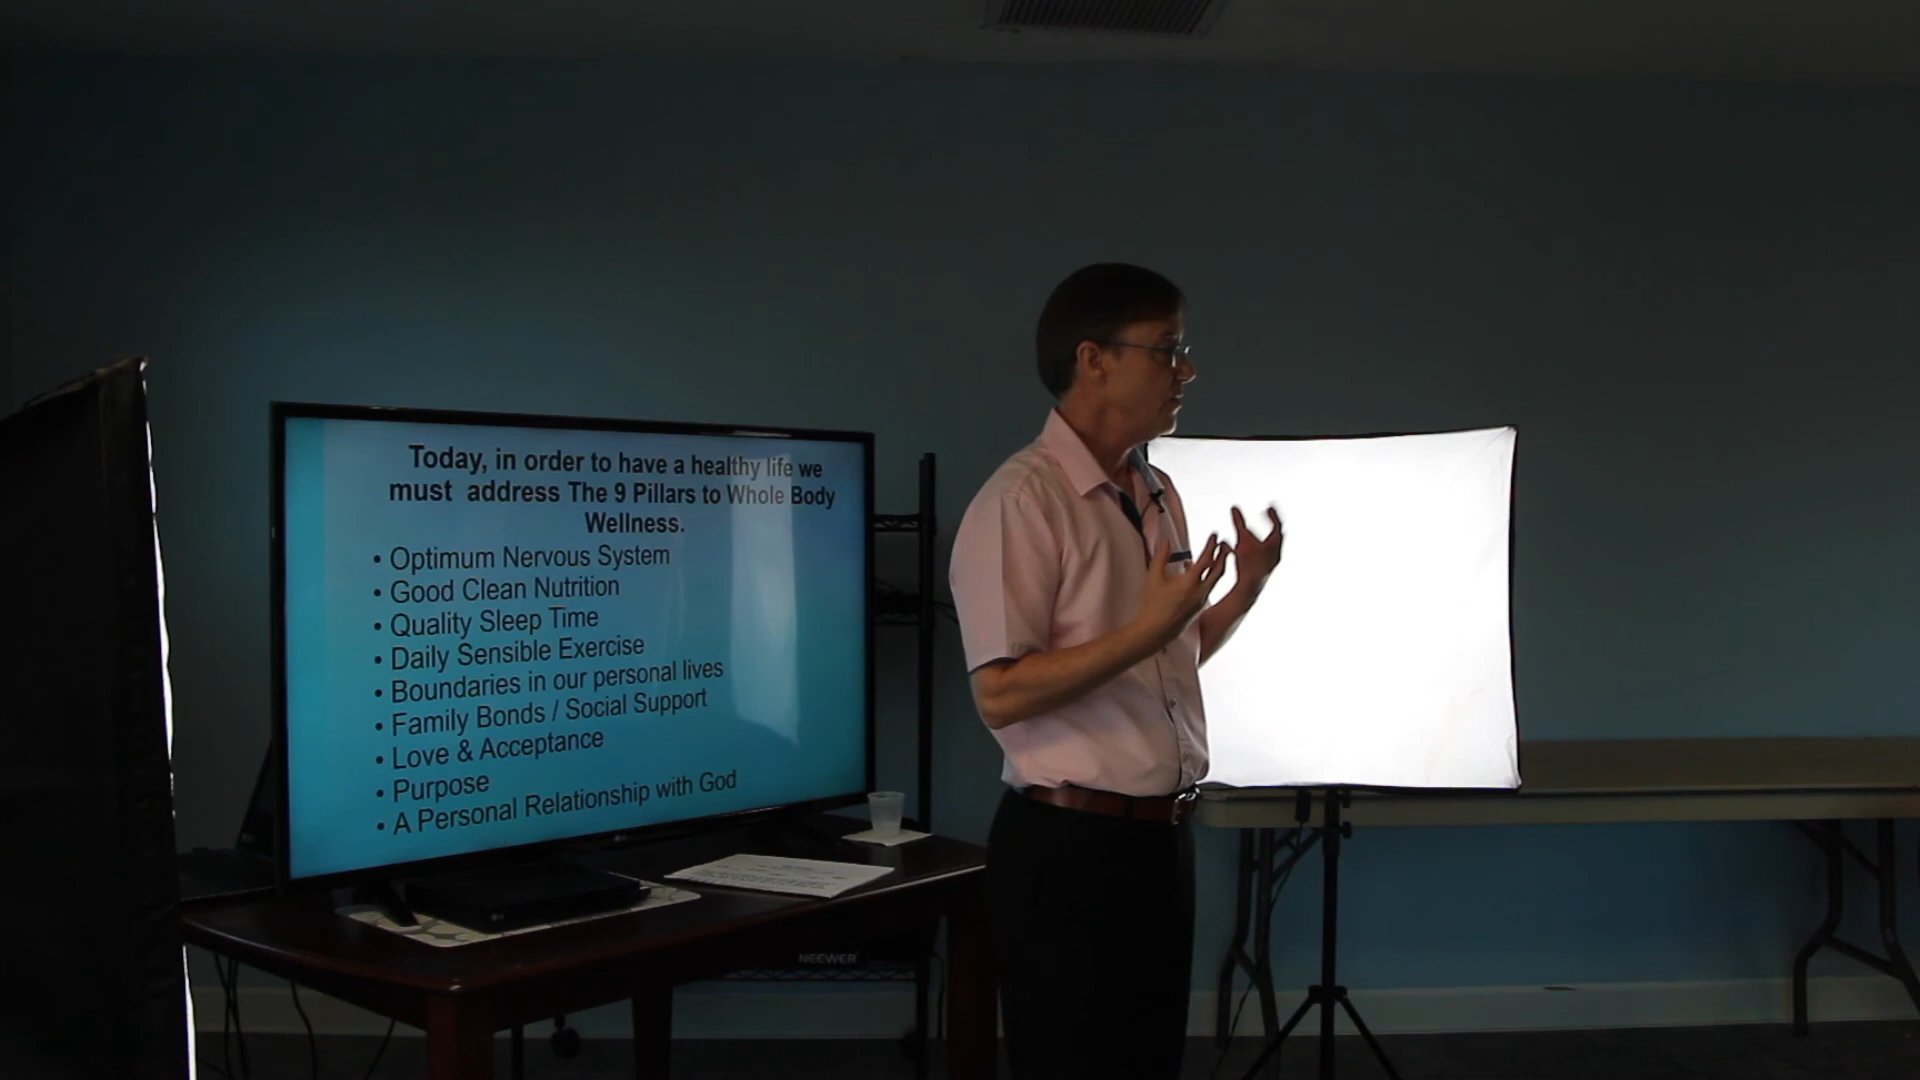 Today, in order to have a healthy life we
must address The 9 Pillars to Whole Body
Wellness.
• Optimum Nervous System
• Good Clean Nutrition
• Quality Sleep Time
• Daily Sensible Exercise
• Boundaries in our personal lives
• Family Bonds / Social Support
• Love & Acceptance
• Purpose
• A Personal Relationship with God
NEEWER